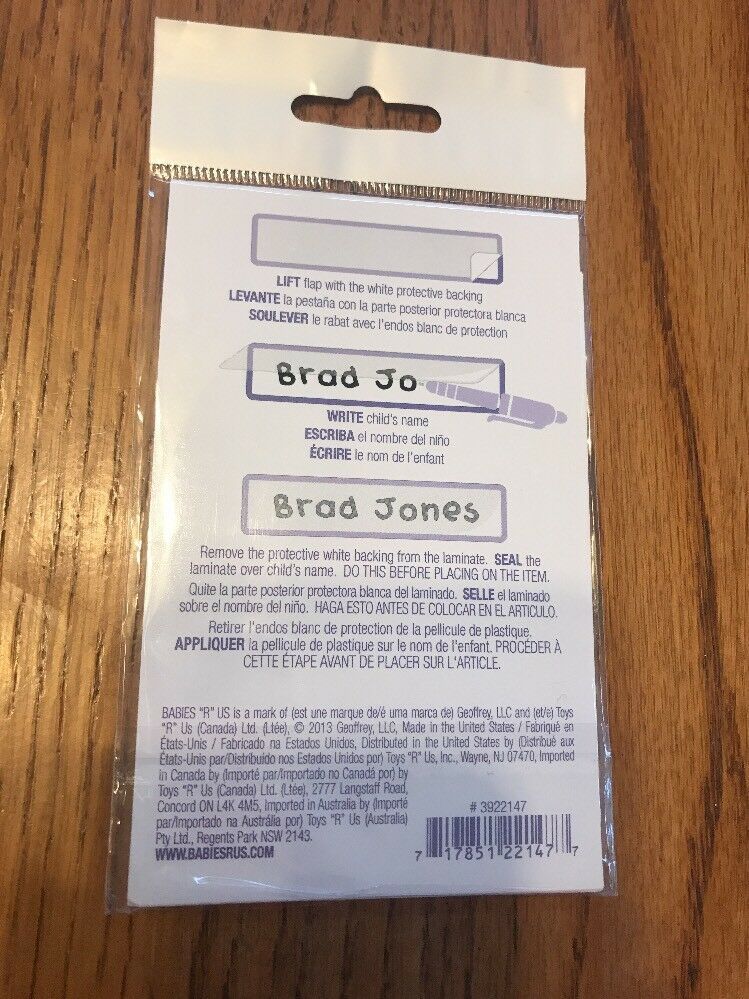 LIFT flap with the white protective backing
LEVANTE la pestaña con la parte posterior protectora blanca
SOULEVER le rabat avec l'endos blanc de protection
Brad Jo
WRITE child's name
ESCRIBA el nombre del niño
ÉCRIRE le nom de l'enfant
Brad Jones
Remove the protective white backing from the laminate. SEAL the
laminate over child's name. DO THIS BEFORE PLACING ON THE ITEM.
Quite la parte posterior protectora blanca del laminado. SELLE el laminado
sobre el nombre del niño. HAGA ESTO ANTES DE COLOCAR EN EL ARTICULO.
Retirer l'endos blanc de protection de la pellicule de plastique.
APPLIQUER la pellicule de plastique sur le nom de l'enfant. PROCÉDER À
CETTE ÉTAPE AVANT DE PLACER SUR L'ARTICLE.
BABIES "R" US is a mark of (est une marque de/é uma marca de) Geoffrey, LLC and (et/e) Toys
"R" Us (Canada) Ltd. (Ltée), © 2013 Geoffrey, LLC, Made in the United States / Fabriqué en
États-Unis / Fabricado na Estados Unidos, Distributed in the United States by (Distribué aux
États-Unis par/Distribuido nos Estados Unidos por) Toys "R" Us, Inc., Wayne, NJ 07470, Imported
in Canada by (Importé par/Importado no Canadá por) by
Toys "R" Us (Canada) Ltd. (Ltée), 2777 Langstaff Road,
Concord ON L4K 4M5, Imported in Australia by (Importé
par/Importado na Austrália por) Toys "R" Us (Australia)
Pty Ltd., Regents Park NSW 2143.
WWW.BABIESRUS.COM
# 3922147
7 17851 22147 7